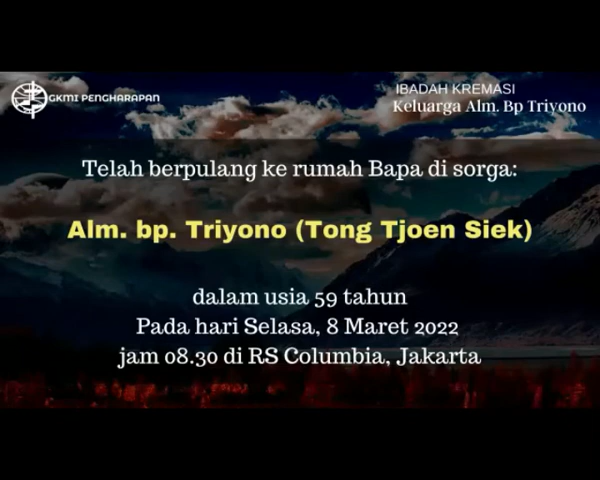 GKMI PENGHARAPAN
IBADAH KREMASI
Keluarga Alm. Bp Triyono
Telah berpulang ke rumah Bapa di sorga:
Alm. bp. Triyono (Tong Tjoen Siek)
dalam usia 59 tahun
Pada hari Selasa, 8 Maret 2022
jam 08.30 di RS Columbia, Jakarta